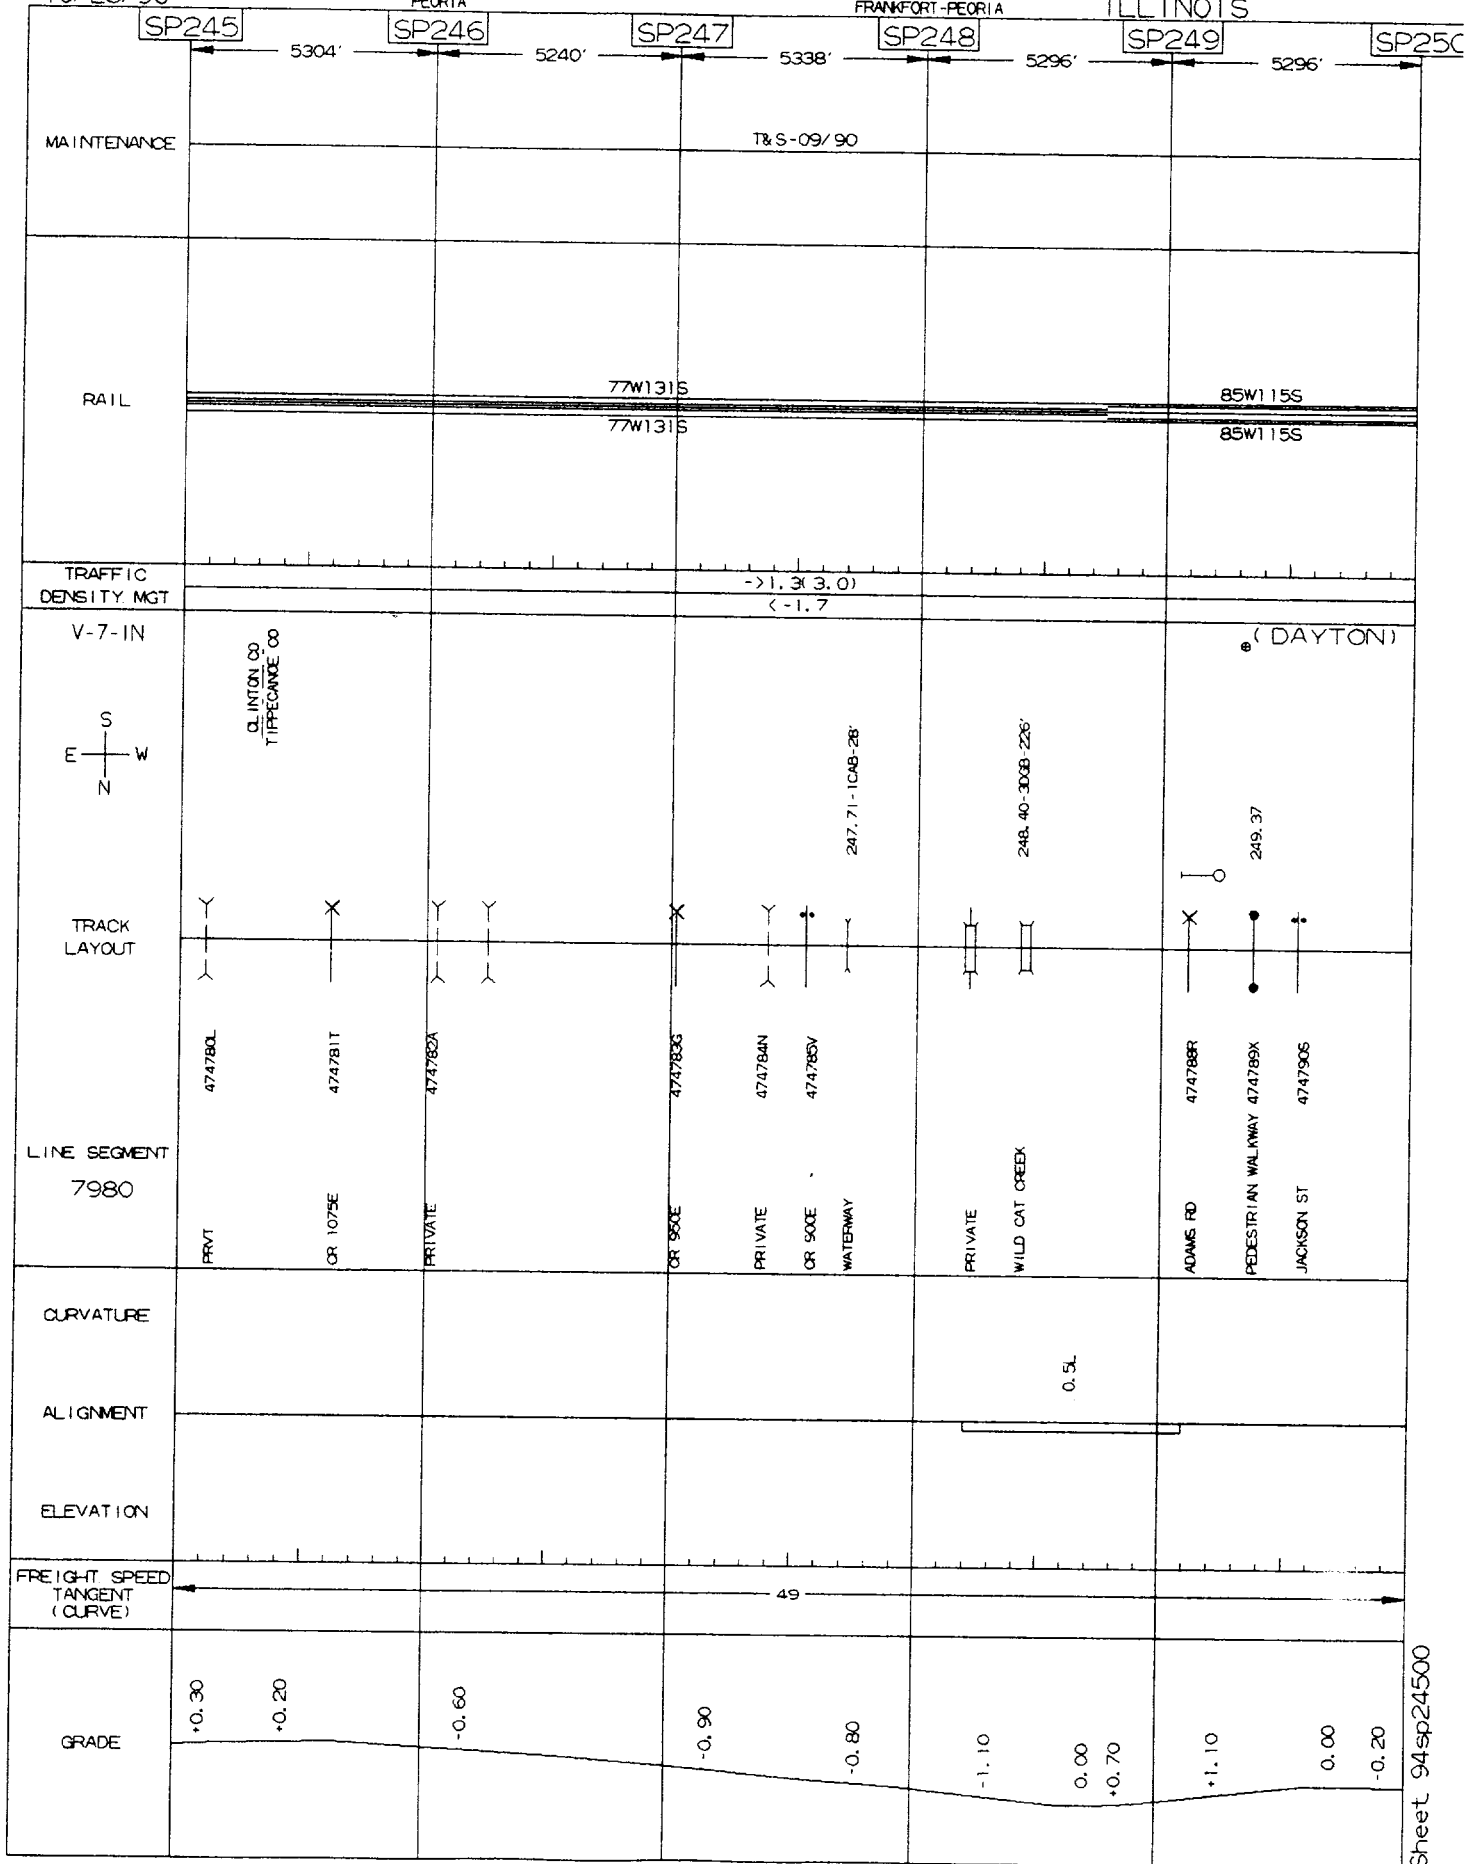 PEORIA
FRANKFORT-PEORIA
ILLINOIS
SP245
SP246
SP247
SP248
SP249
5304'
5240'
5338'
5296'
5296'
MAINTENANCE
T&S-09/90
RAIL
77W131S
77W131S
85W115S
85W115S
TRAFFIC
DENSITY MGT
->1.3(3.0)
<-1.7
V-7-IN
CLINTON CO
TIPPECANOE CO
(DAYTON)
S
E W
N
247.71-1CAB-28'
248.40-3DGB-226'
249.37
TRACK
LAYOUT
474780L
474781T
474782A
474783G
474784N
474785V
474788R
474789X
474790S
LINE SEGMENT
7980
PRVT
CR 1075E
PRIVATE
CR 950E
PRIVATE
CR 900E
WATERWAY
PRIVATE
WILD CAT CREEK
ADAMS RD
PEDESTRIAN WALKWAY
JACKSON ST
CURVATURE
0.5L
ALIGNMENT
ELEVATION
FREIGHT SPEED
TANGENT
(CURVE)
49
GRADE
+0.30
+0.20
-0.60
-0.90
-0.80
-1.10
0.00
+0.70
+1.10
0.00
-0.20
Sheet 94sp24500